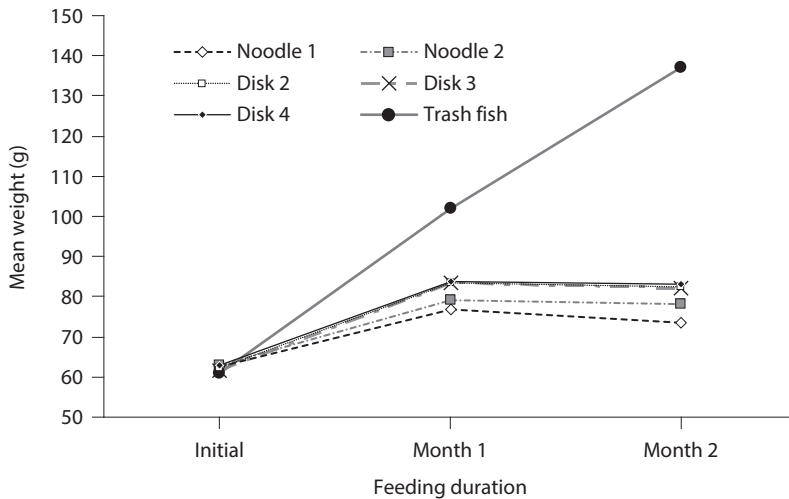 150
140
130
120
110
100
90
80
70
60
50
Mean weight (g)
Noodle 1 Noodle 2
Disk 2 Disk 3
Disk 4 Trash fish
Initial Month 1 Month 2
Feeding duration